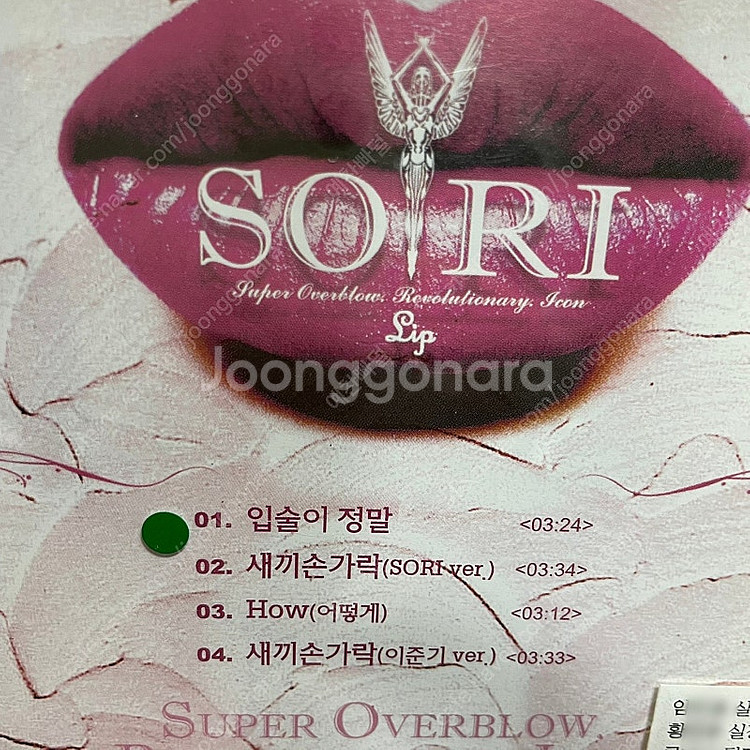 SORI
Super Overblow. Revolutionary. Icon
Lip
Joonggonara
01. 입술이 정말 <03:24>
02. 새끼손가락(SORI ver.) <03:34>
03. How(어떻게) <03:12>
04. 새끼손가락(이준기 ver.) <03:33>
SUPER OVERBLOW.